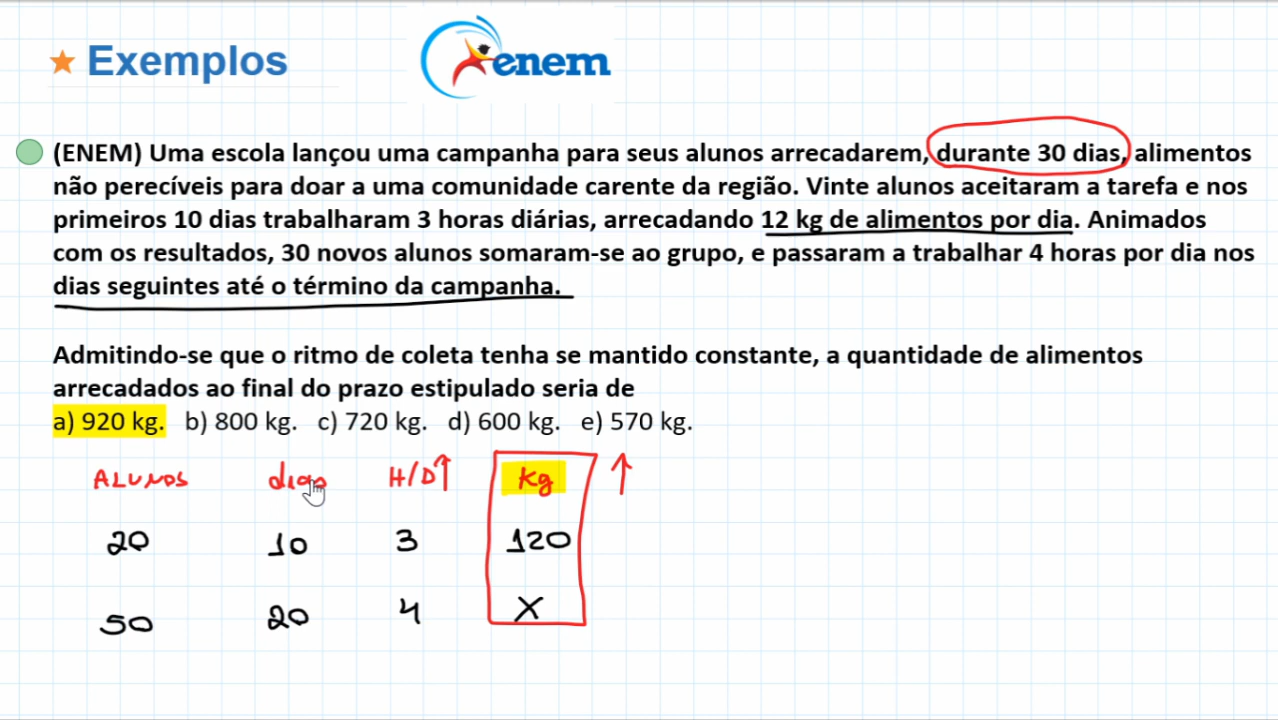 Exemplos
enem
(ENEM) Uma escola lançou uma campanha para seus alunos arrecadarem, durante 30 dias, alimentos
não perecíveis para doar a uma comunidade carente da região. Vinte alunos aceitaram a tarefa e nos
primeiros 10 dias trabalharam 3 horas diárias, arrecadando 12 kg de alimentos por dia. Animados
com os resultados, 30 novos alunos somaram-se ao grupo, e passaram a trabalhar 4 horas por dia nos
dias seguintes até o término da campanha.
Admitindo-se que o ritmo de coleta tenha se mantido constante, a quantidade de alimentos
arrecadados ao final do prazo estipulado seria de
a) 920 kg. b) 800 kg. c) 720 kg. d) 600 kg. e) 570 kg.
ALUNOS dias H/D↑ Kg ↑
20 10 3 120
50 20 4 X